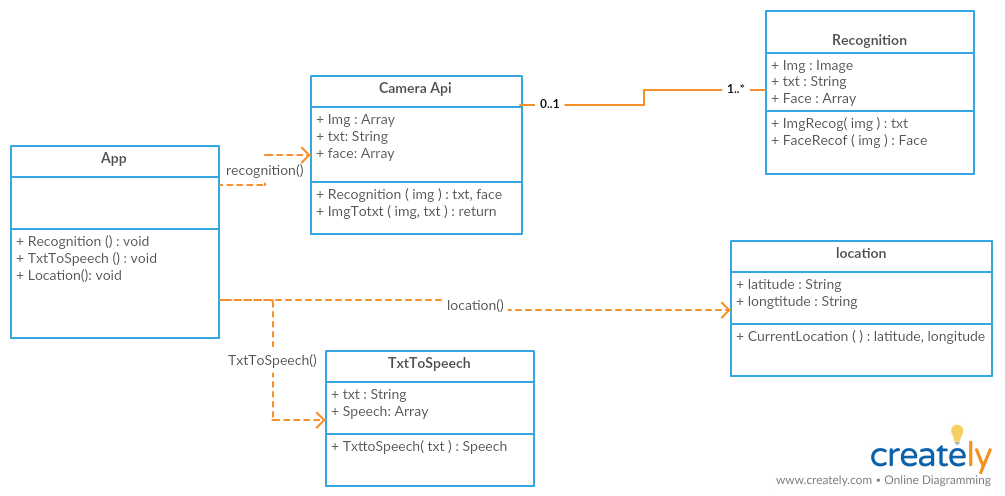 App
+ Recognition () : void
+ TxtToSpeech () : void
+ Location(): void
recognition()
Camera Api
+ Img : Array
+ txt: String
+ face: Array
+ Recognition ( img ) : txt, face
+ ImgTotxt ( img, txt ) : return
0..1
1..*
Recognition
+ Img : Image
+ txt : String
+ Face : Array
+ ImgRecog( img ) : txt
+ FaceRecof ( img ) : Face
location()
location
+ latitude : String
+ longtitude : String
+ CurrentLocation ( ) : latitude, longitude
TxtToSpeech()
TxtToSpeech
+ txt : String
+ Speech: Array
+ TxttoSpeech( txt ) : Speech
creately
www.creately.com • Online Diagramming